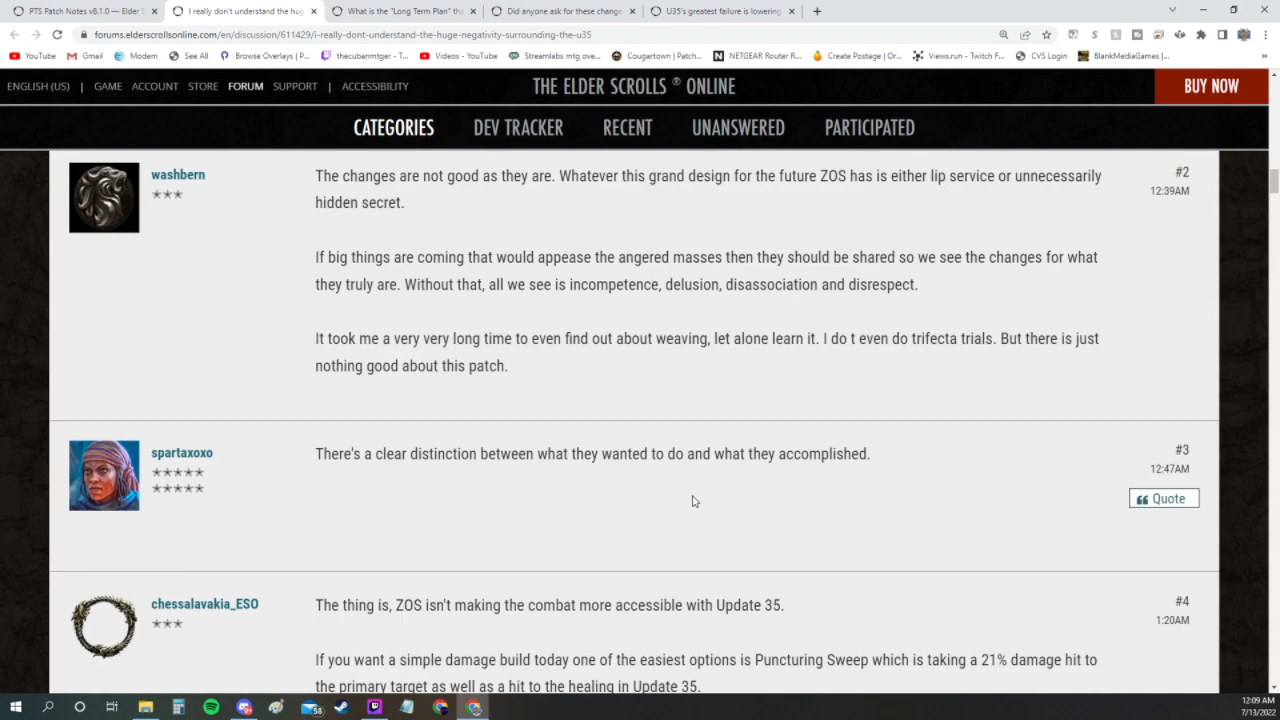 PTS Patch Notes v8.1.0 — Elder S
I really don't understand the hug
What is the "Long Term Plan" tha
Did anyone ask for these change
U35's greatest failure is lowering
forums.elderscrollsonline.com/en/discussion/611429/i-really-dont-understand-the-huge-negativity-surrounding-the-u35
YouTube Gmail Modem See All Browse Overlays | P... thecubanmtger - T... Videos - YouTube Streamlabs mtg ove... Cougartown | Patch... NETGEAR Router R... Create Postage | Or... Views.run - Twitch F... CVS Login BlankMediaGames |...
ENGLISH (US) | GAME ACCOUNT STORE FORUM SUPPORT | ACCESSIBILITY
THE ELDER SCROLLS ® ONLINE
BUY NOW
CATEGORIES DEV TRACKER RECENT UNANSWERED PARTICIPATED
washbern
#2
12:39AM
The changes are not good as they are. Whatever this grand design for the future ZOS has is either lip service or unnecessarily
hidden secret.
If big things are coming that would appease the angered masses then they should be shared so we see the changes for what
they truly are. Without that, all we see is incompetence, delusion, disassociation and disrespect.
It took me a very very long time to even find out about weaving, let alone learn it. I do t even do trifecta trials. But there is just
nothing good about this patch.
spartaxoxo
#3
12:47AM
There's a clear distinction between what they wanted to do and what they accomplished.
Quote
chessalavakia_ESO
#4
1:20AM
The thing is, ZOS isn't making the combat more accessible with Update 35.
If you want a simple damage build today one of the easiest options is Puncturing Sweep which is taking a 21% damage hit to
the primary target as well as a hit to the healing in Update 35.
58
12:09 AM
7/13/2022